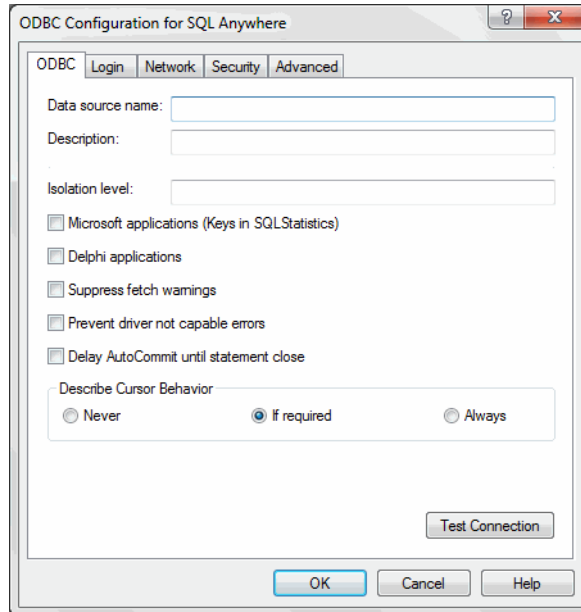 ODBC Configuration for SQL Anywhere
ODBC Login Network Security Advanced
Data source name:
Description:
Isolation level:
Microsoft applications (Keys in SQLStatistics)
Delphi applications
Suppress fetch warnings
Prevent driver not capable errors
Delay AutoCommit until statement close
Describe Cursor Behavior
Never If required Always
Test Connection
OK Cancel Help